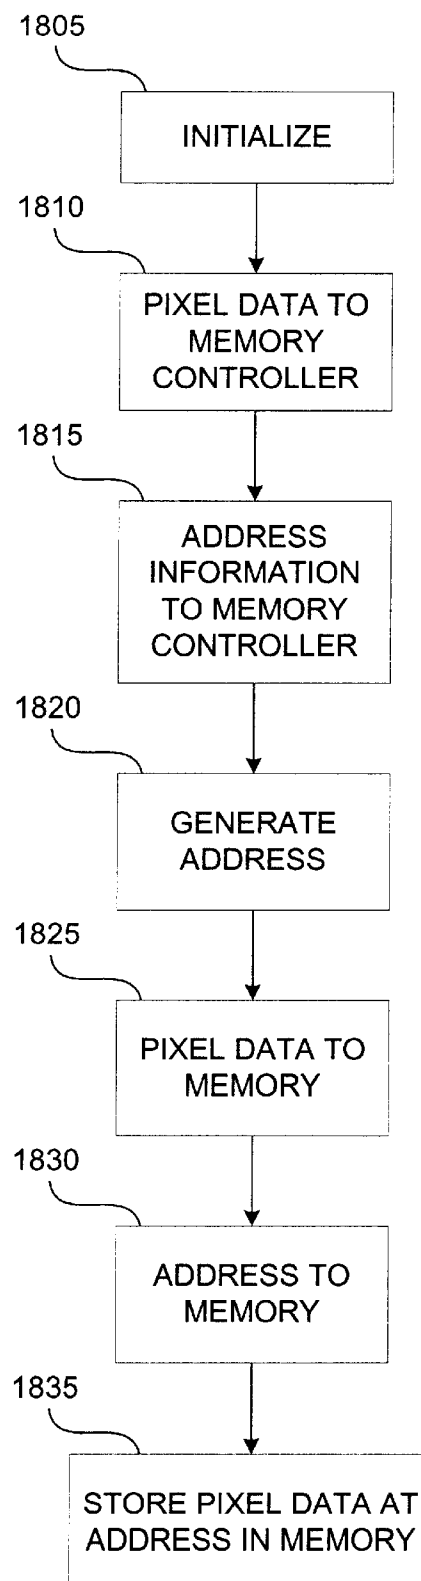 1805
INITIALIZE
1810
PIXEL DATA TO
MEMORY
CONTROLLER
1815
ADDRESS
INFORMATION
TO MEMORY
CONTROLLER
1820
GENERATE
ADDRESS
1825
PIXEL DATA TO
MEMORY
1830
ADDRESS TO
MEMORY
1835
STORE PIXEL DATA AT
ADDRESS IN MEMORY